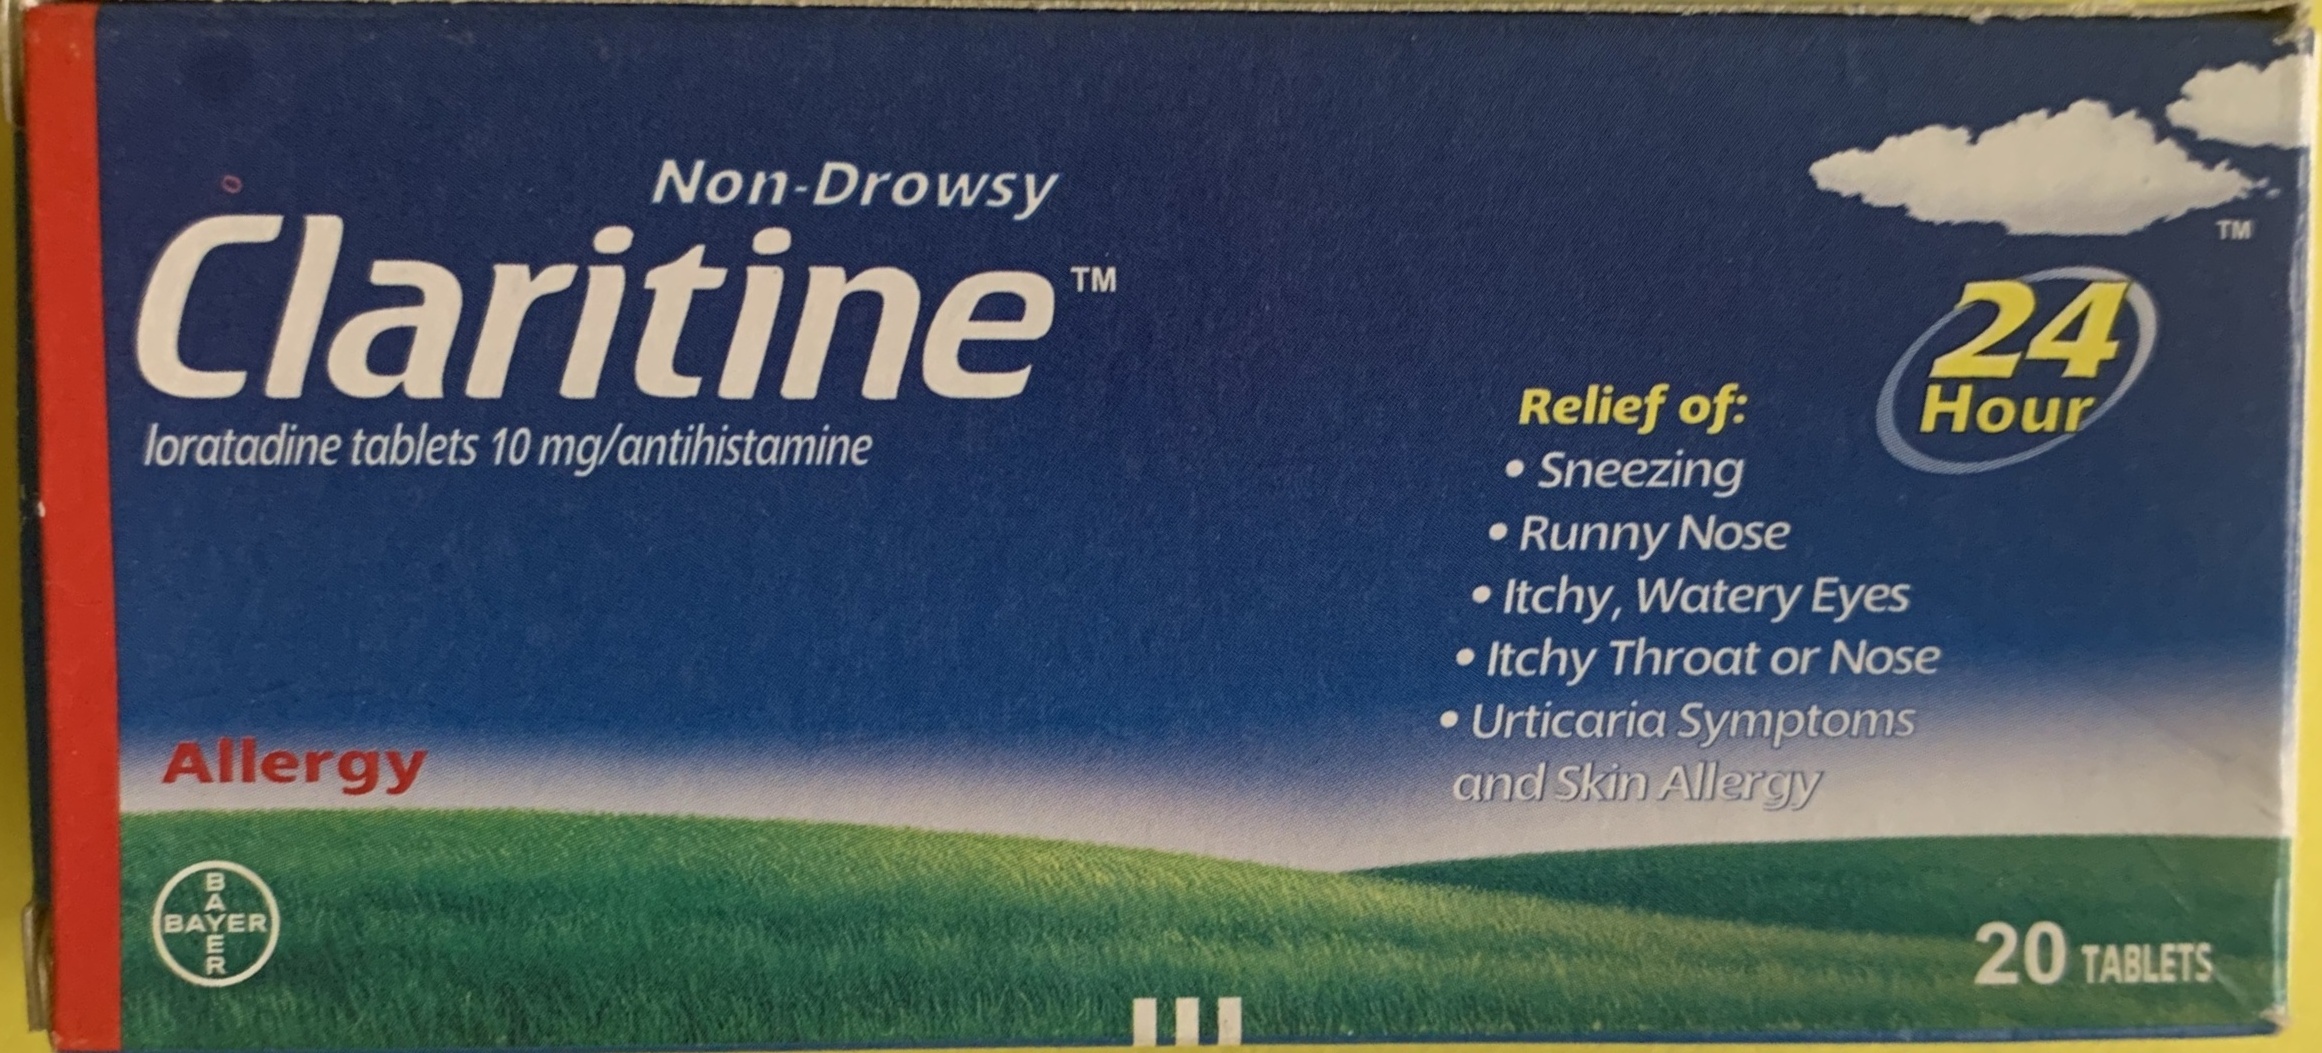 Non-Drowsy
Claritine™
loratadine tablets 10 mg/antihistamine
TM
24
Hour
Relief of:
• Sneezing
• Runny Nose
• Itchy, Watery Eyes
• Itchy Throat or Nose
• Urticaria Symptoms
and Skin Allergy
Allergy
BAYER
BAYER
20 TABLETS